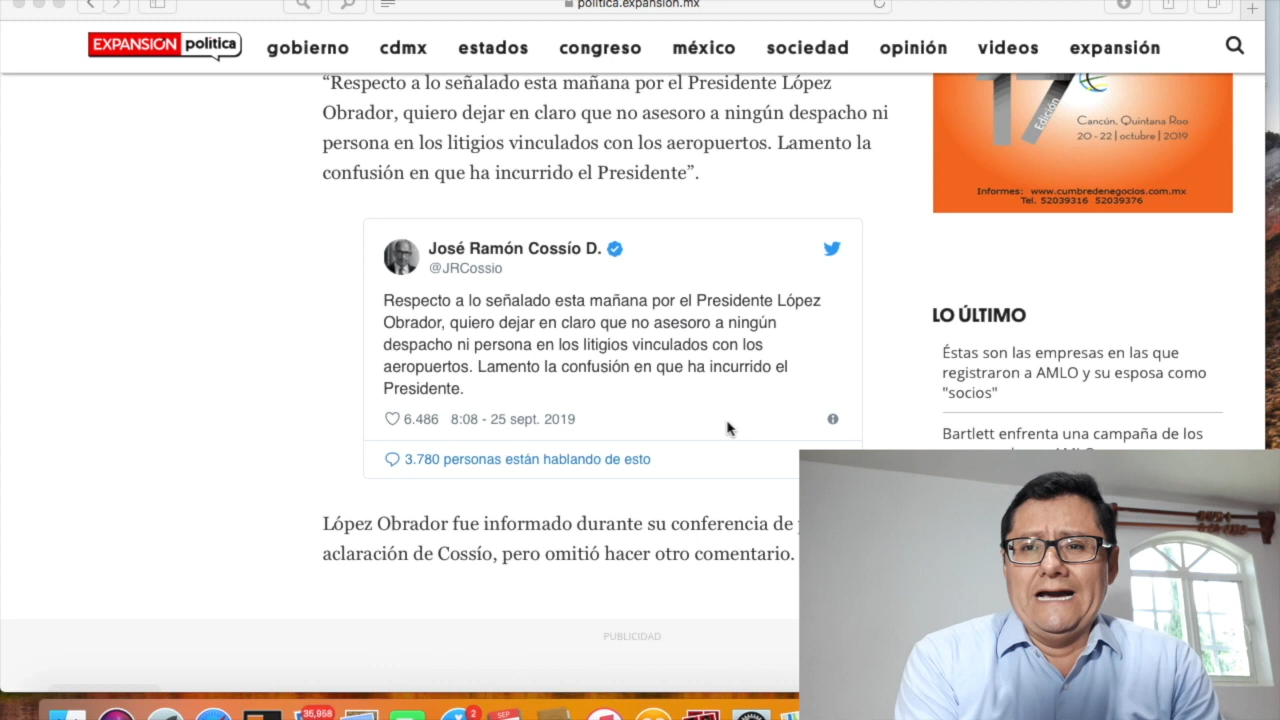 politica.expansion.mx
EXPANSIÓN política
gobierno cdmx estados congreso méxico sociedad opinión videos expansión
“Respecto a lo señalado esta mañana por el Presidente López
Obrador, quiero dejar en claro que no asesoro a ningún despacho ni
persona en los litigios vinculados con los aeropuertos. Lamento la
confusión en que ha incurrido el Presidente”.
17
Edición
Cancún, Quintana Roo
20 - 22 | octubre | 2019
Informes: www.cumbredenegocios.com.mx
Tel. 52039316 52039376
José Ramón Cossío D.
@JRCossio
Respecto a lo señalado esta mañana por el Presidente López
Obrador, quiero dejar en claro que no asesoro a ningún
despacho ni persona en los litigios vinculados con los
aeropuertos. Lamento la confusión en que ha incurrido el
Presidente.
6.486 8:08 - 25 sept. 2019
3.780 personas están hablando de esto
LO ÚLTIMO
Éstas son las empresas en las que
registraron a AMLO y su esposa como
"socios"
Bartlett enfrenta una campaña de los
López Obrador fue informado durante su conferencia de
aclaración de Cossío, pero omitió hacer otro comentario.
PUBLICIDAD
35,958
2
SEP